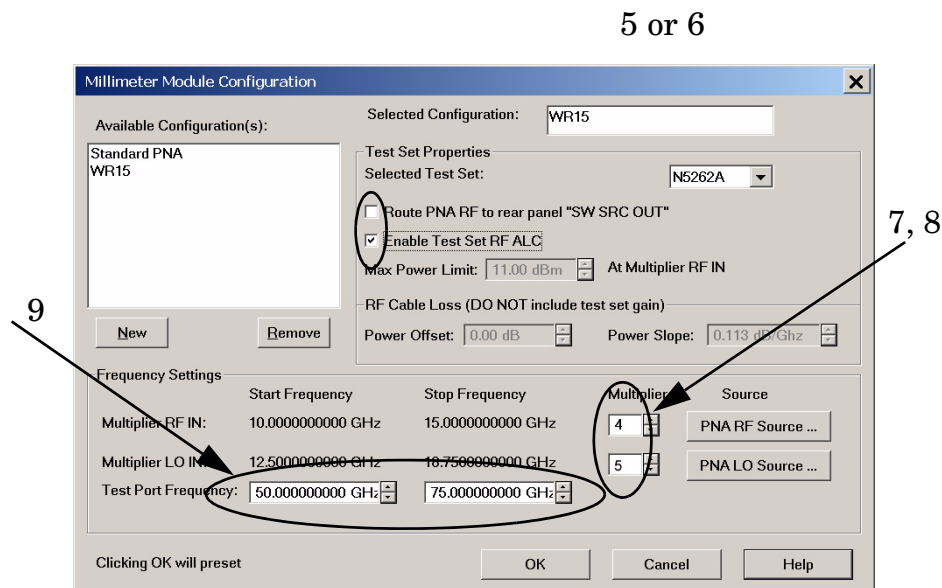 5 or 6
Millimeter Module Configuration
Available Configuration(s):
Standard PNA
WR15
New
Remove
Selected Configuration:
WR15
Test Set Properties
Selected Test Set:
N5262A
Route PNA RF to rear panel "SW SRC OUT"
Enable Test Set RF ALC
Max Power Limit: 11.00 dBm At Multiplier RF IN
RF Cable Loss (DO NOT include test set gain)
Power Offset: 0.00 dB Power Slope: 0.113 dB/Ghz
7, 8
9
Frequency Settings
Start Frequency Stop Frequency Multiplier Source
Multiplier RF IN: 10.0000000000 GHz 15.0000000000 GHz 4 PNA RF Source ...
Multiplier LO IN: 12.5000000000 GHz 18.7500000000 GHz 5 PNA LO Source ...
Test Port Frequency: 50.000000000 GHz 75.000000000 GHz
Clicking OK will preset
OK
Cancel
Help